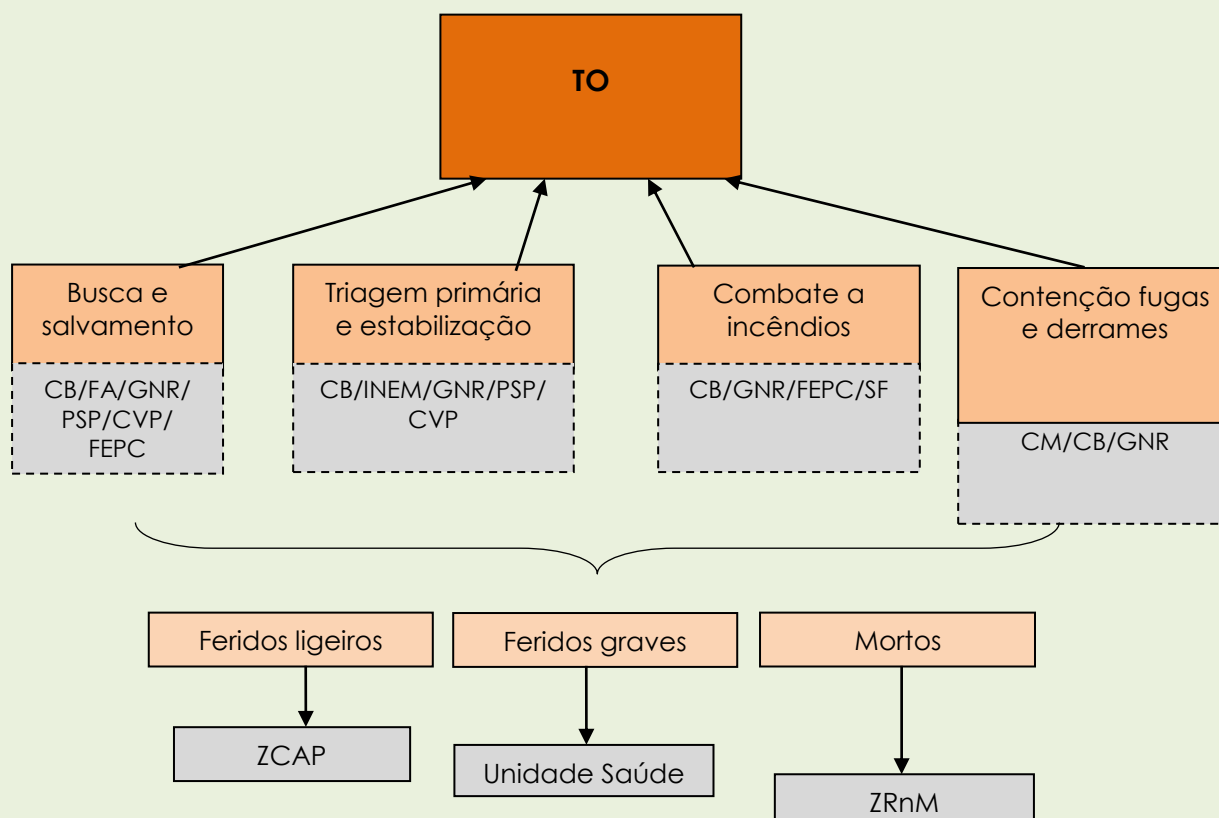 TO
Busca e
salvamento
CB/FA/GNR/
PSP/CVP/
FEPC
Triagem primária
e estabilização
CB/INEM/GNR/PSP/
CVP
Combate a
incêndios
CB/GNR/FEPC/SF
Contenção fugas
e derrames
CM/CB/GNR
Feridos ligeiros
Feridos graves
Mortos
ZCAP
Unidade Saúde
ZRnM